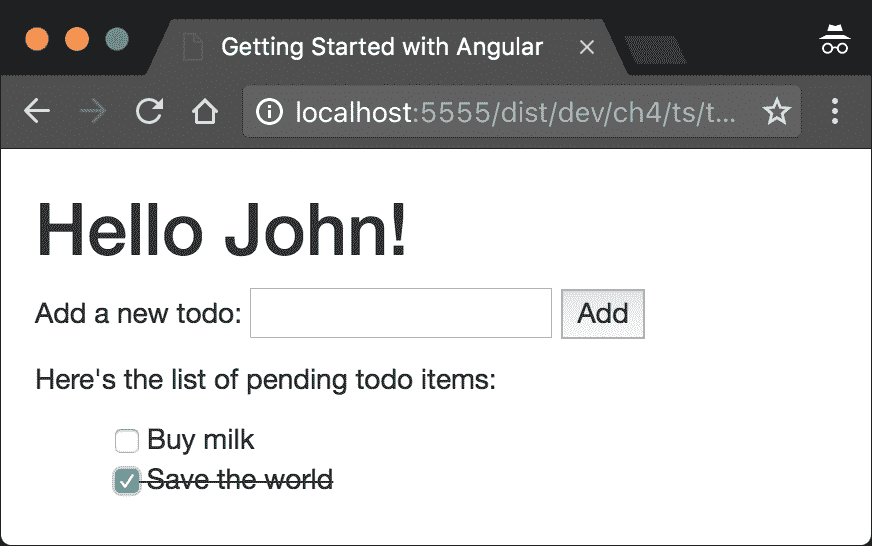 Getting Started with Angular
localhost:5555/dist/dev/ch4/ts/t...
Hello John!
Add a new todo: Add
Here's the list of pending todo items:
Buy milk
Save the world